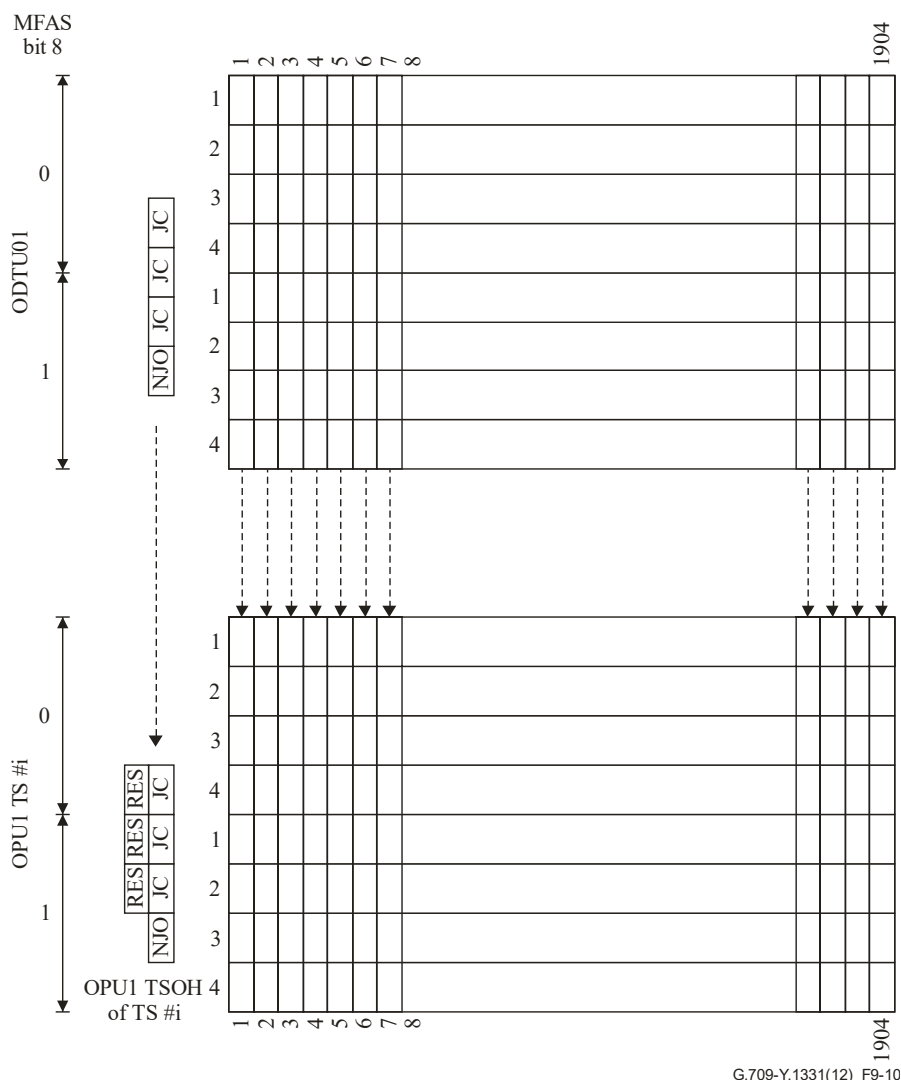 MFAS
bit 8
1 2 3 4 5 6 7 8 1904
1
2
0
3
JC
4
ODTU01
JC
1
JC
2
1
NJO
3
4
1
2
0
3
RES JC
4
OPU1 TS #i
RES JC
1
RES JC
2
1
NJO
3
OPU1 TSOH 4
of TS #i
1 2 3 4 5 6 7 8 1904
G.709-Y.1331(12)_F9-10